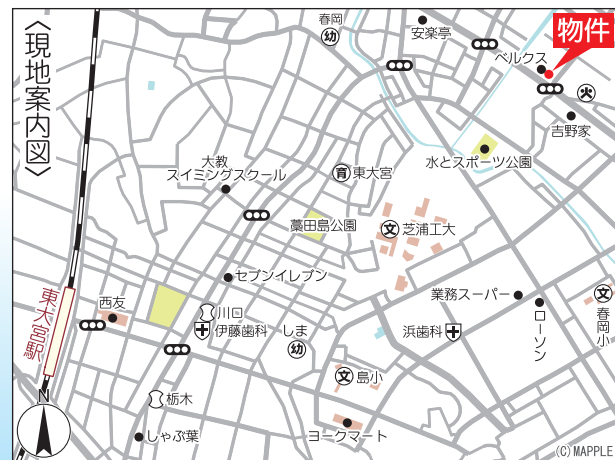 〈現地案内図〉
春岡
幼
安楽亭
物件
ベルクス
火
吉野家
水とスポーツ公園
大教
スイミングスクール
育
東大宮
藁田島公園
文
芝浦工大
セブンイレブン
西友
東大宮駅
川口
伊藤歯科
しま
幼
業務スーパー
浜歯科
ローソン
文
春岡小
文
島小
栃木
しゃぶ葉
ヨークマート
N
(C)MAPPLE